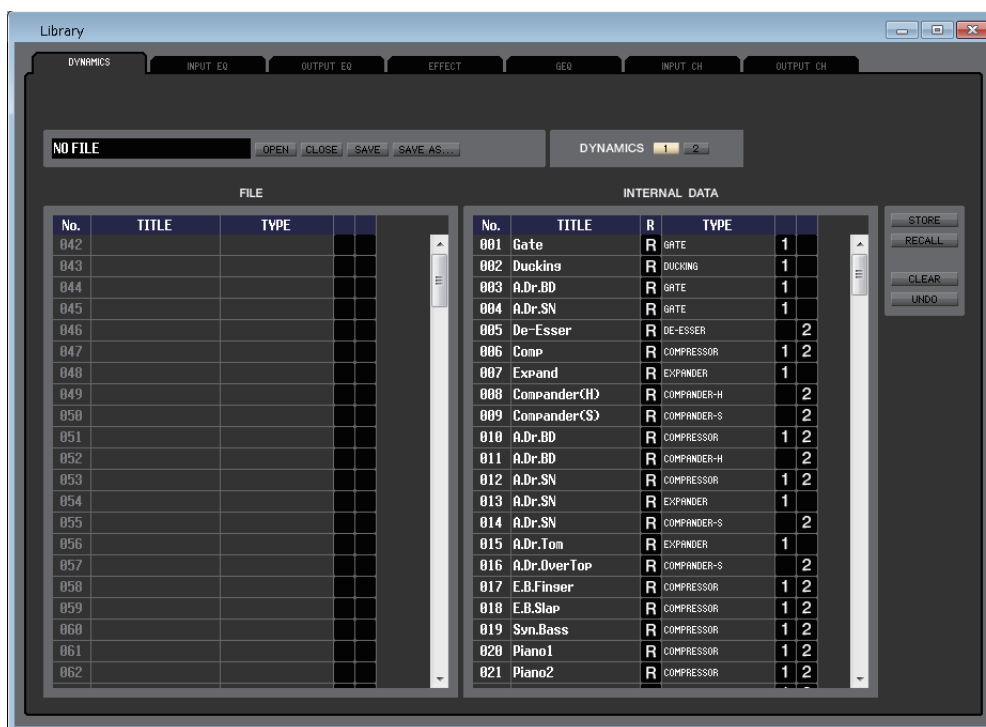 Library
DYNAMICS INPUT EQ OUTPUT EQ EFFECT GEQ INPUT CH OUTPUT CH
NO FILE OPEN CLOSE SAVE SAVE AS... DYNAMICS 1 2
FILE INTERNAL DATA
No. TITLE TYPE No. TITLE R TYPE STORE
042 001 Gate R GATE 1 RECALL
043 002 Ducking R DUCKING 1
044 003 A.Dr.BD R GATE 1 CLEAR
045 004 A.Dr.SN R GATE 1 UNDO
046 005 De-Esser R DE-ESSER 2
047 006 Comp R COMPRESSOR 1 2
048 007 Expand R EXPANDER 1
049 008 Compander(H) R COMPANDER-H 2
050 009 Compander(S) R COMPANDER-S 2
051 010 A.Dr.BD R COMPRESSOR 1 2
052 011 A.Dr.BD R COMPANDER-H 2
053 012 A.Dr.SN R COMPRESSOR 1 2
054 013 A.Dr.SN R EXPANDER 1
055 014 A.Dr.SN R COMPANDER-S 2
056 015 A.Dr.Tom R EXPANDER 1
057 016 A.Dr.OverTop R COMPANDER-S 2
058 017 E.B.Finger R COMPRESSOR 1 2
059 018 E.B.Slap R COMPRESSOR 1 2
060 019 Syn.Bass R COMPRESSOR 1 2
061 020 Piano1 R COMPRESSOR 1 2
062 021 Piano2 R COMPRESSOR 1 2